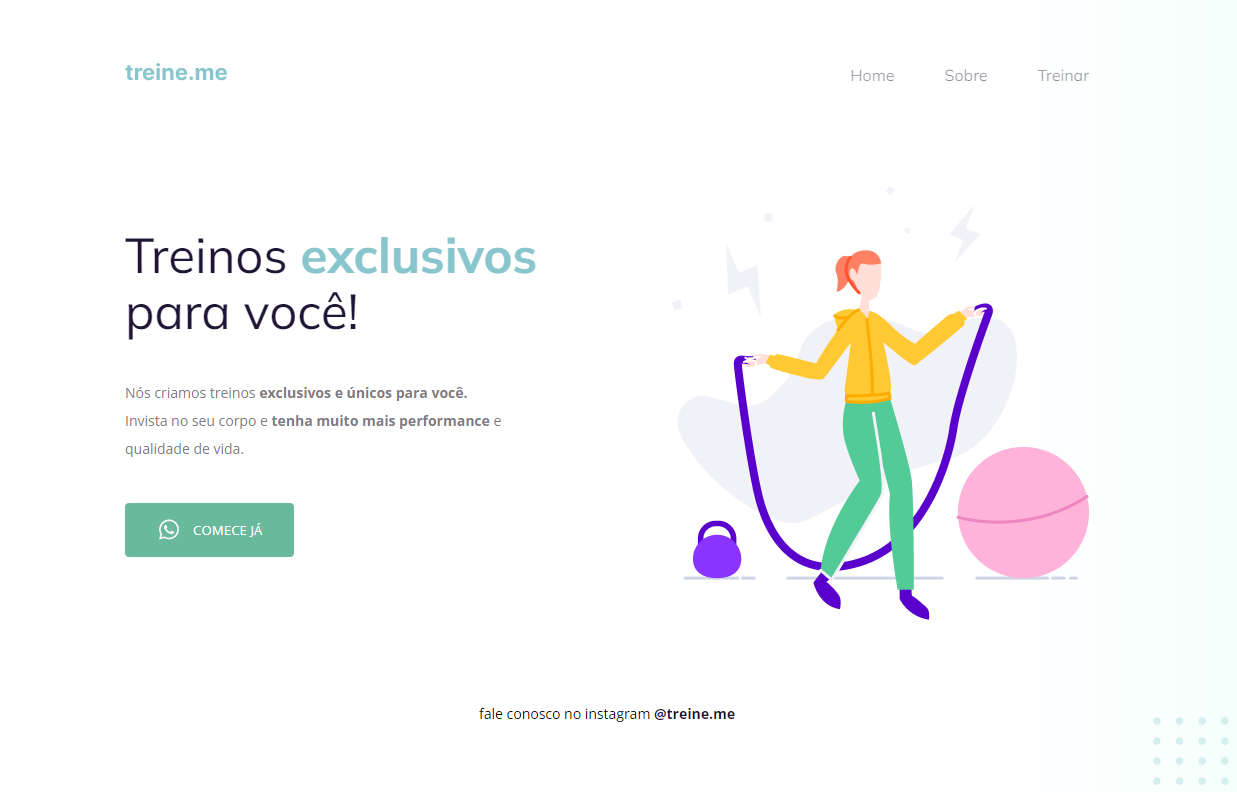 treine.me
Home Sobre Treinar
Treinos exclusivos
para você!
Nós criamos treinos exclusivos e únicos para você.
Invista no seu corpo e tenha muito mais performance e
qualidade de vida.
COMECE JÁ
fale conosco no instagram @treine.me